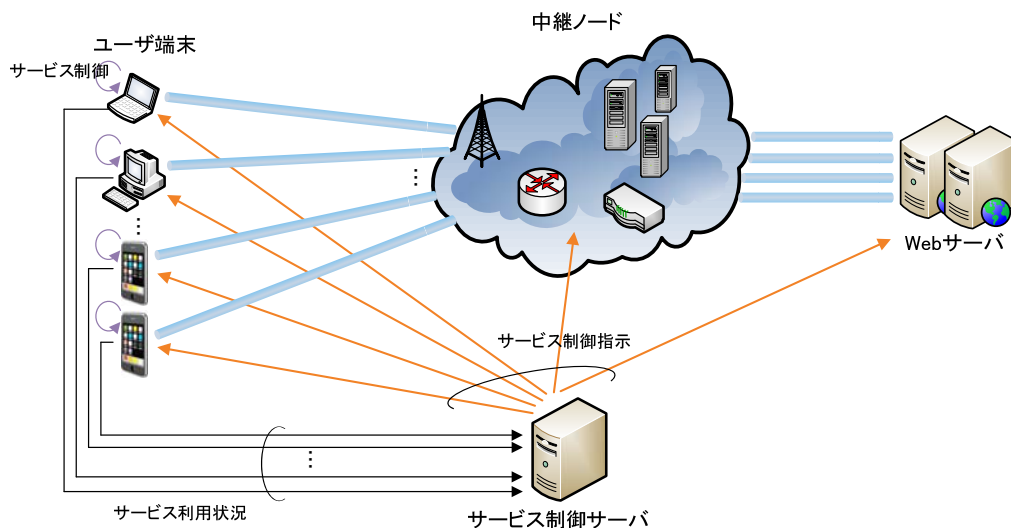 中継ノード
ユーザ端末
サービス制御
⋮
⋮
Webサーバ
サービス制御指示
⋮
サービス利用状況
サービス制御サーバ